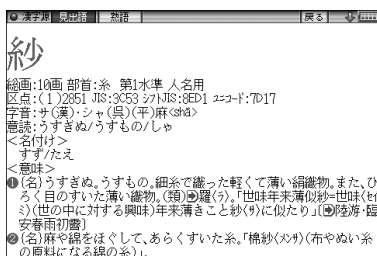 漢字源 見出語 熟語 戻る
紗
総画:10画 部首:糸 第1水準 人名用
区点:(1)2851 JIS:3C53 シフトJIS:8ED1 ユニコード:7D17
字音:サ(漢)・シャ(呉)(平)麻〈shā〉
意読:うすぎぬ/うすもの/しゃ
<名付け>
すず/たえ
<意味>
❶(名)うすぎぬ。うすもの。細糸で織った軽くて薄い絹織物。また、ひ
ろく目のすいた薄い織物。(類)羅(ラ)。「世味年来薄似紗=世味(セイ
ミ)(世の中に対する興味)年来薄きこと紗(サ)に似たり」〔陸游・臨
安春雨初霽〕
❷(名)麻や綿をほぐして、あらくすいた糸。「棉紗(メンサ)(布やぬい糸
の原料になる綿の糸)」